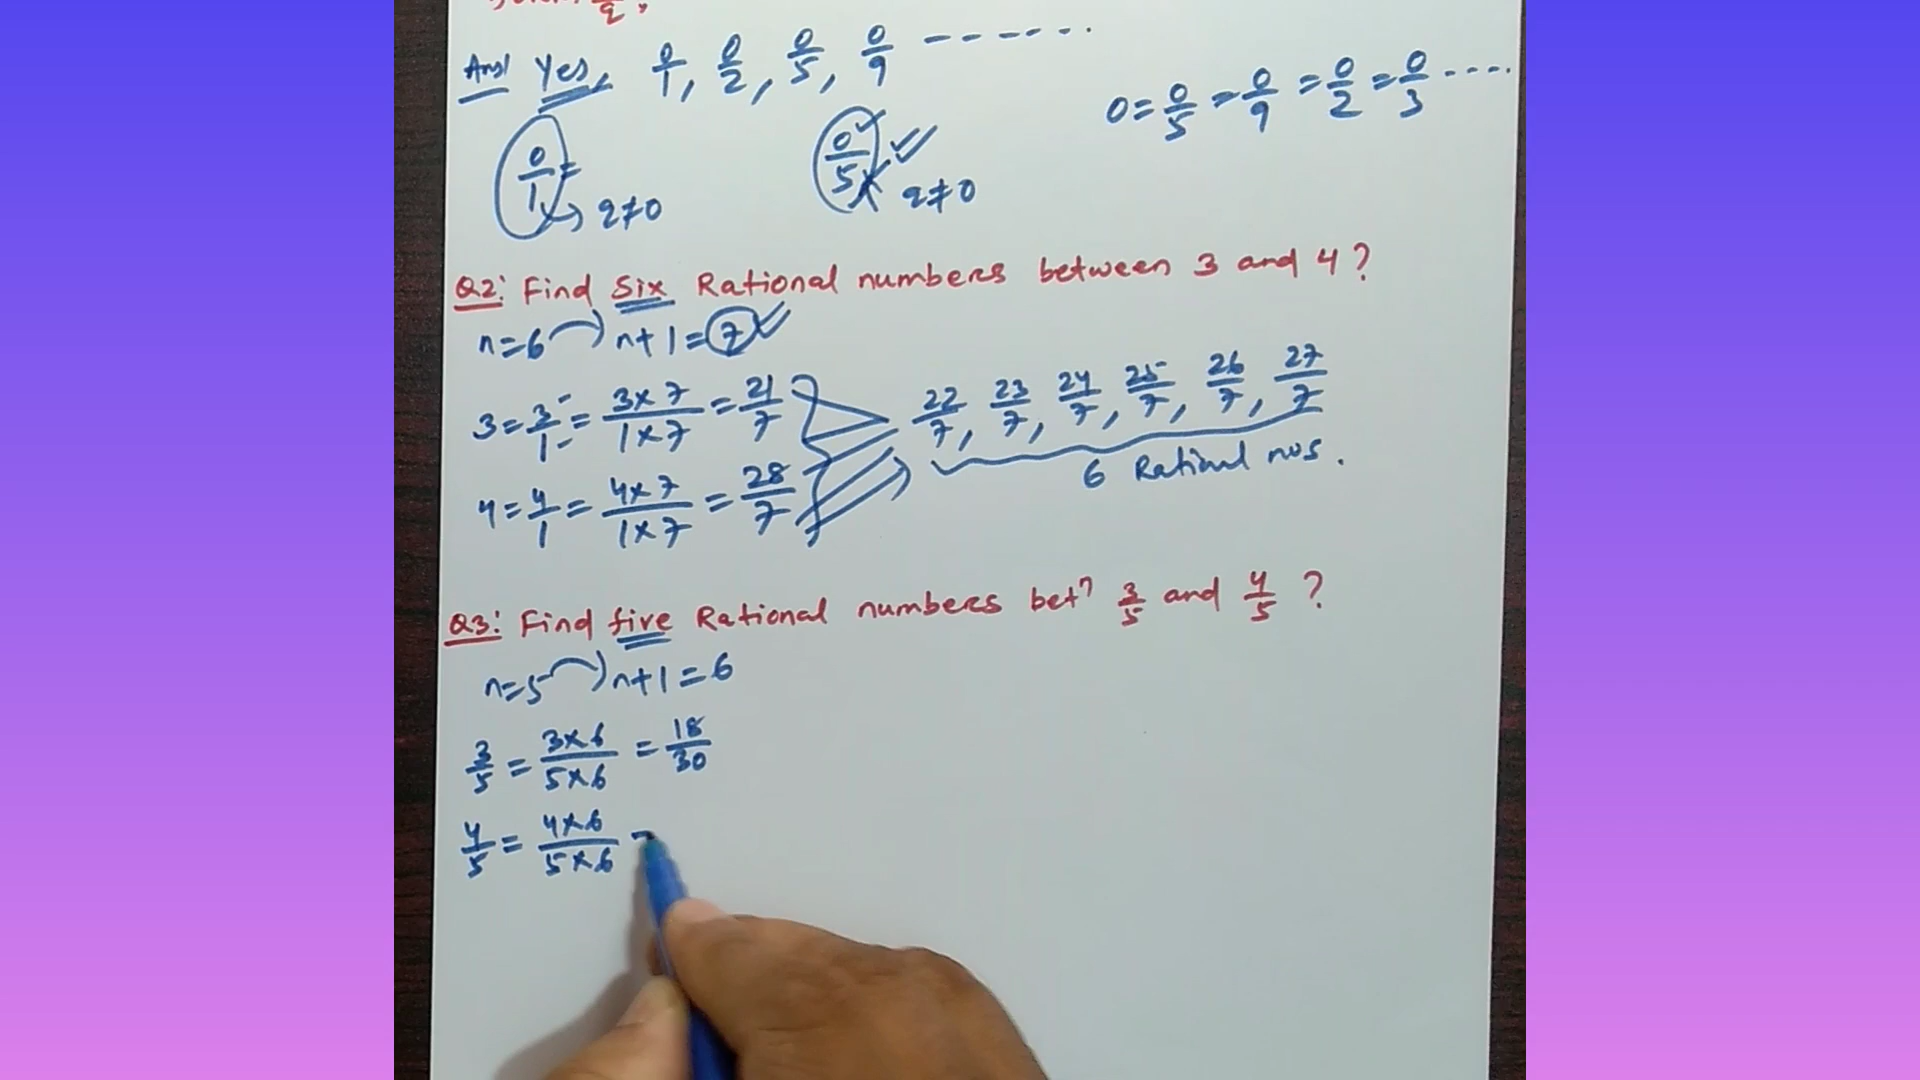 Ans! Yes, 0/1, 0/2, 0/5, 0/9 ------
0 = 0/5 = 0/9 = 0/2 = 0/3 ....
0/1 = → q≠0
0/5 q≠0
Q2: Find Six Rational numbers between 3 and 4?
n=6 n+1=7
3 = 3/1 = 3×7/1×7 = 21/7
4 = 4/1 = 4×7/1×7 = 28/7
22/7, 23/7, 24/7, 25/7, 26/7, 27/7
6 Rational nos.
Q3: Find five Rational numbers betn 3/5 and 4/5 ?
n=5 n+1=6
3/5 = 3×6/5×6 = 18/30
4/5 = 4×6/5×6 =